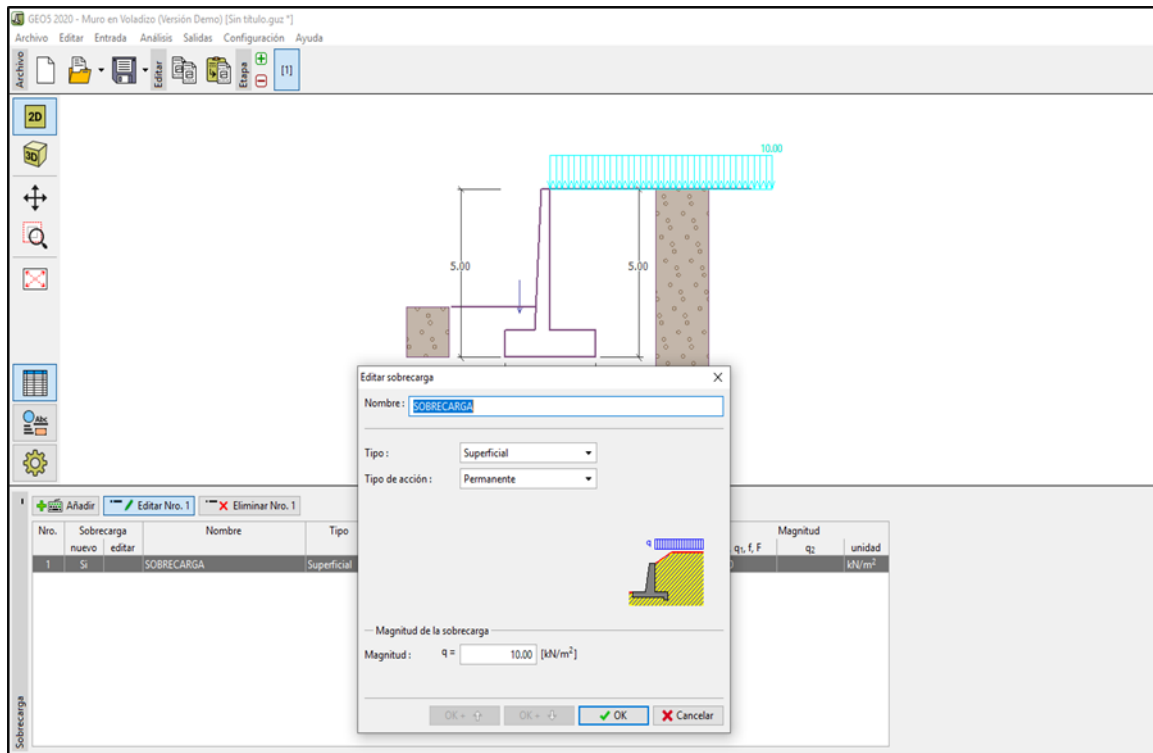 GEO5 2020 - Muro en Voladizo (Versión Demo) [Sin título.guz *]
Archivo Editar Entrada Análisis Salidas Configuración Ayuda
Archivo
Editar
Etapa
[1]
2D
3D
10.00
5.00
5.00
Abc
Editar sobrecarga
Nombre : SOBRECARGA
Tipo : Superficial
Tipo de acción : Permanente
q
Magnitud de la sobrecarga
Magnitud : q = 10.00 [kN/m²]
OK + OK + OK Cancelar
Añadir Editar Nro. 1 Eliminar Nro. 1
Nro. Sobrecarga Nombre Tipo Magnitud
nuevo editar q₁, f, F q₂ unidad
1 Si SOBRECARGA Superficial kN/m²
Sobrecarga